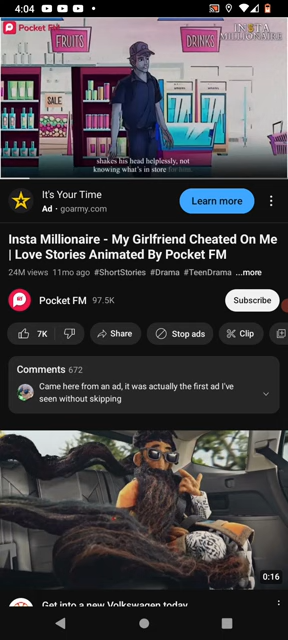 4:04
Pocket FM
INSTA
MILLIONAIRE
FRUITS
DRINKS
SALE
shakes his head helplessly, not
knowing what's in store for him.
It's Your Time
Ad · goarmy.com
Learn more
Insta Millionaire - My Girlfriend Cheated On Me
| Love Stories Animated By Pocket FM
24M views 11mo ago #ShortStories #Drama #TeenDrama ...more
Pocket FM 97.5K
Subscribe
7K
Share
Stop ads
Clip
Comments 672
Came here from an ad, it was actually the first ad I've
seen without skipping
0:16
Get into a new Volkswagen today